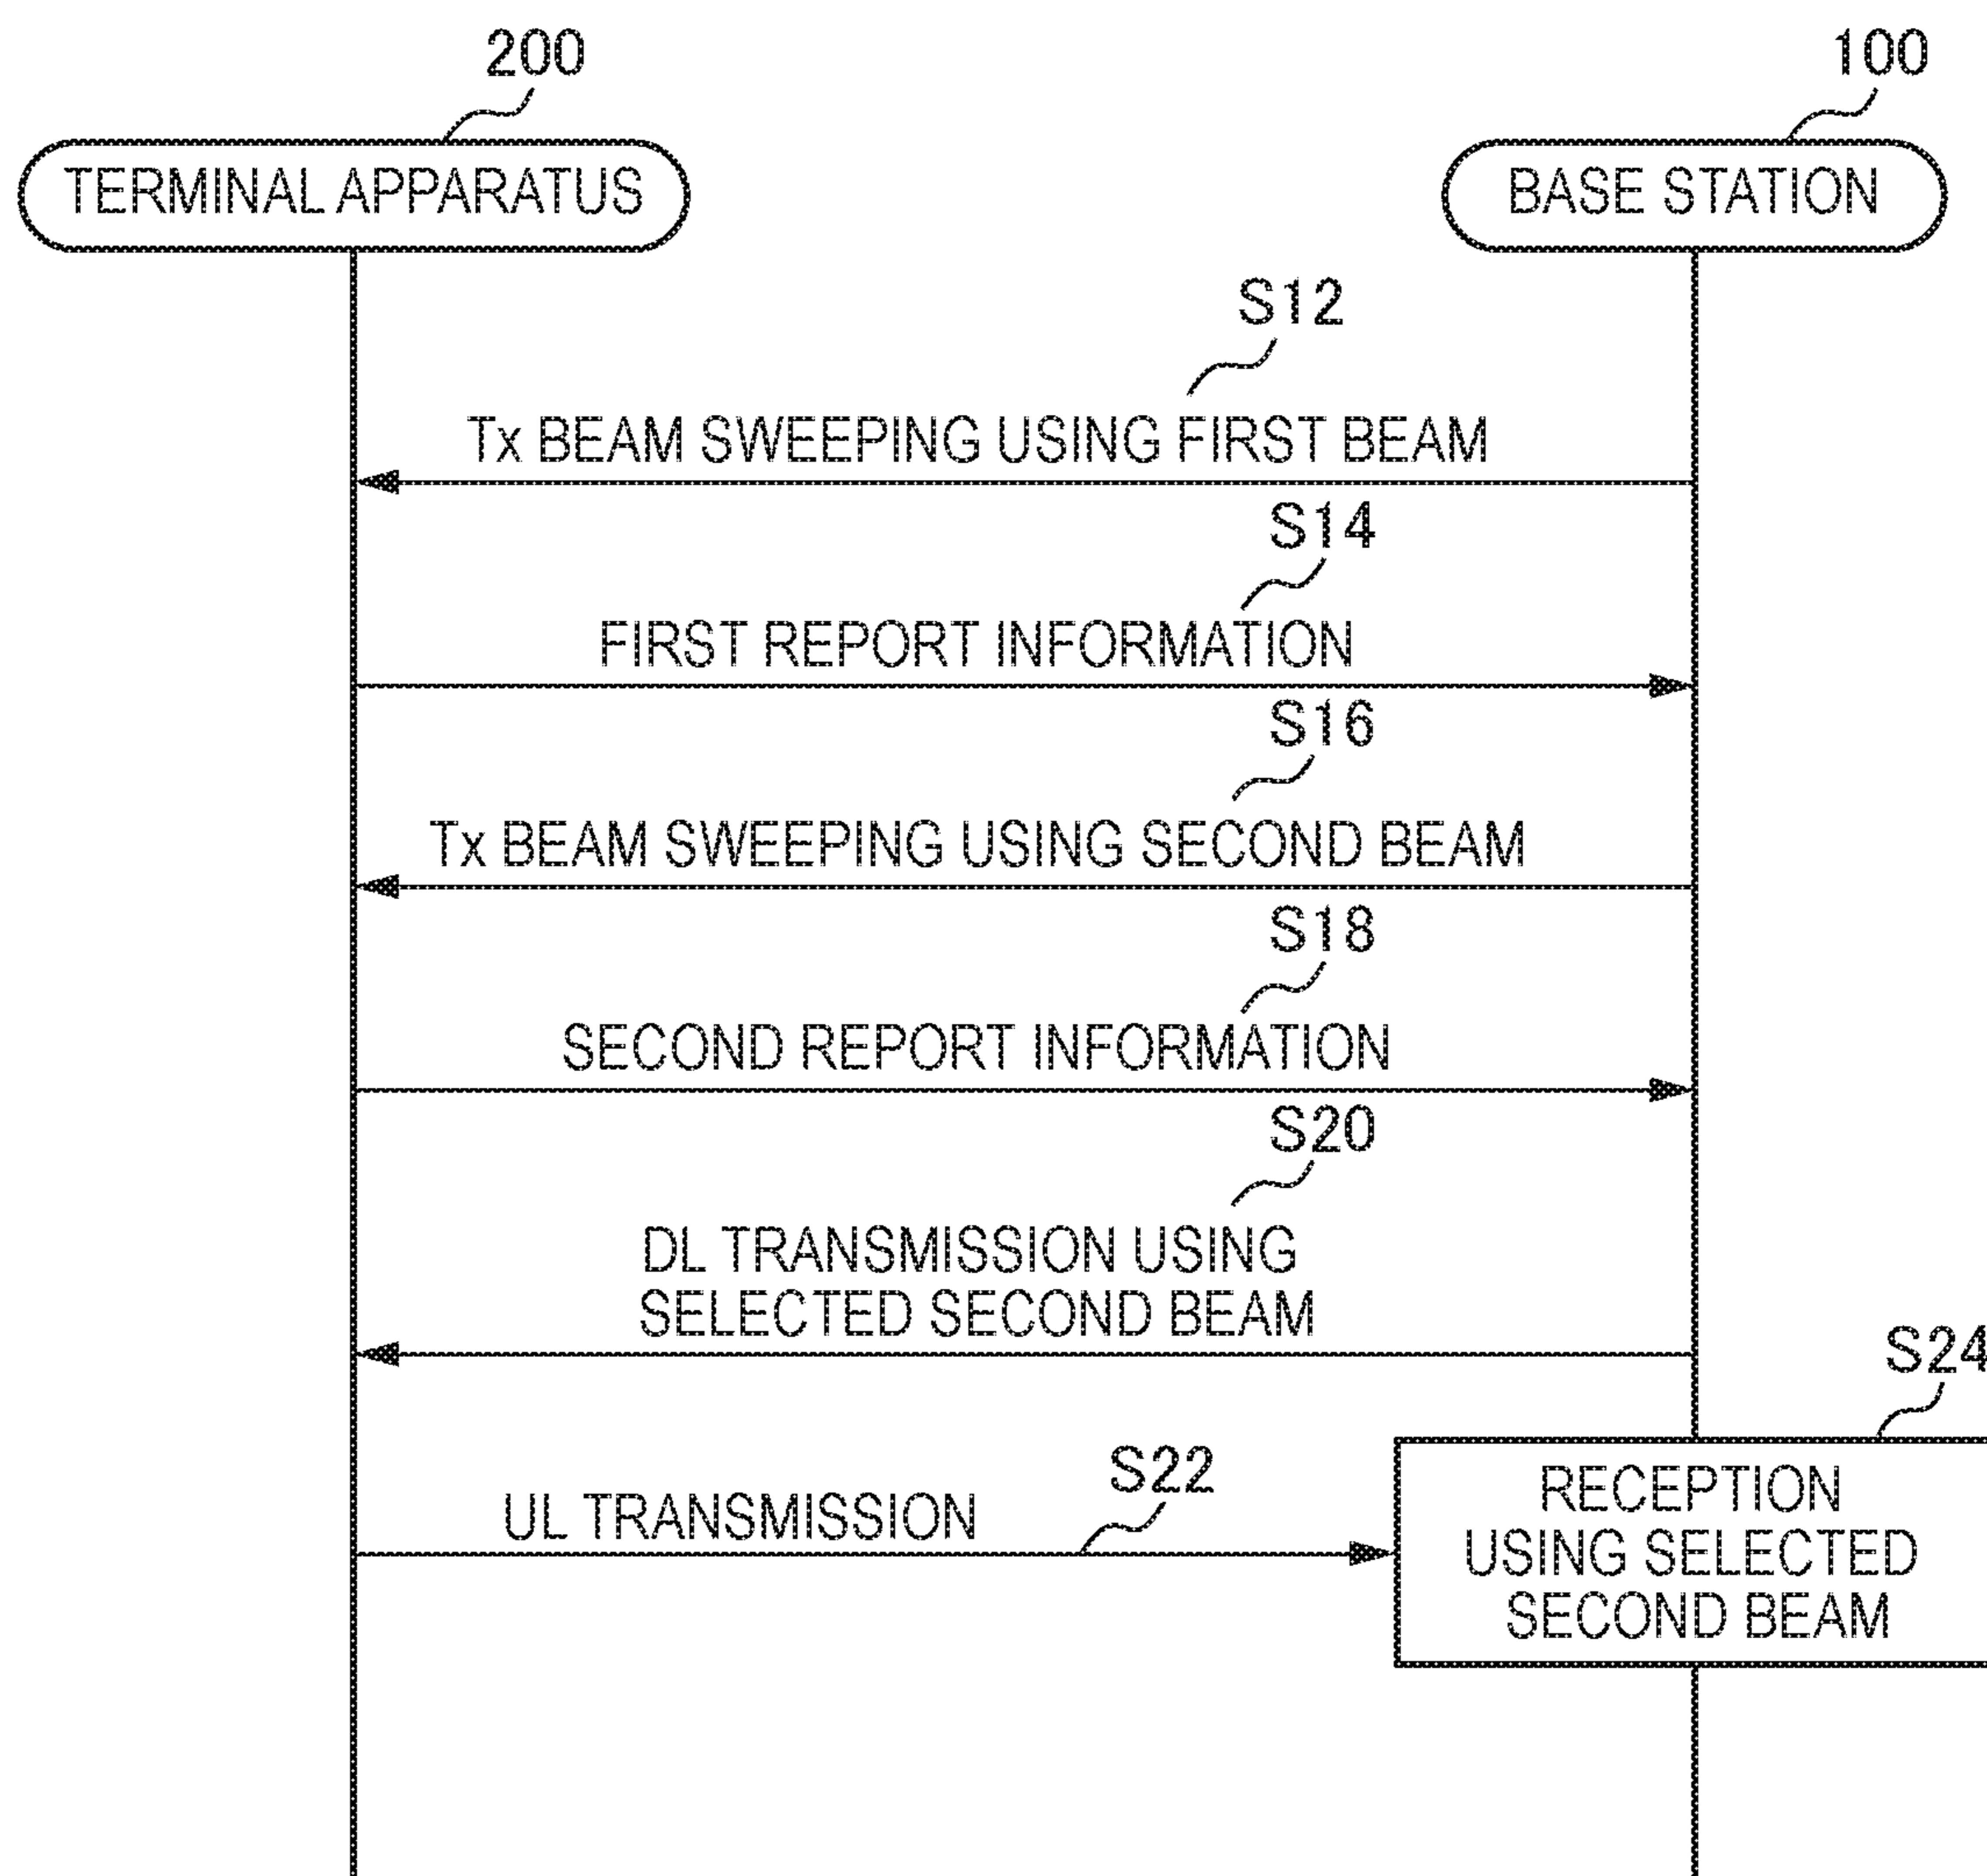 200
100
TERMINAL APPARATUS
BASE STATION
S12
Tx BEAM SWEEPING USING FIRST BEAM
S14
FIRST REPORT INFORMATION
S16
Tx BEAM SWEEPING USING SECOND BEAM
S18
SECOND REPORT INFORMATION
S20
DL TRANSMISSION USING
SELECTED SECOND BEAM
S24
S22
UL TRANSMISSION
RECEPTION
USING SELECTED
SECOND BEAM